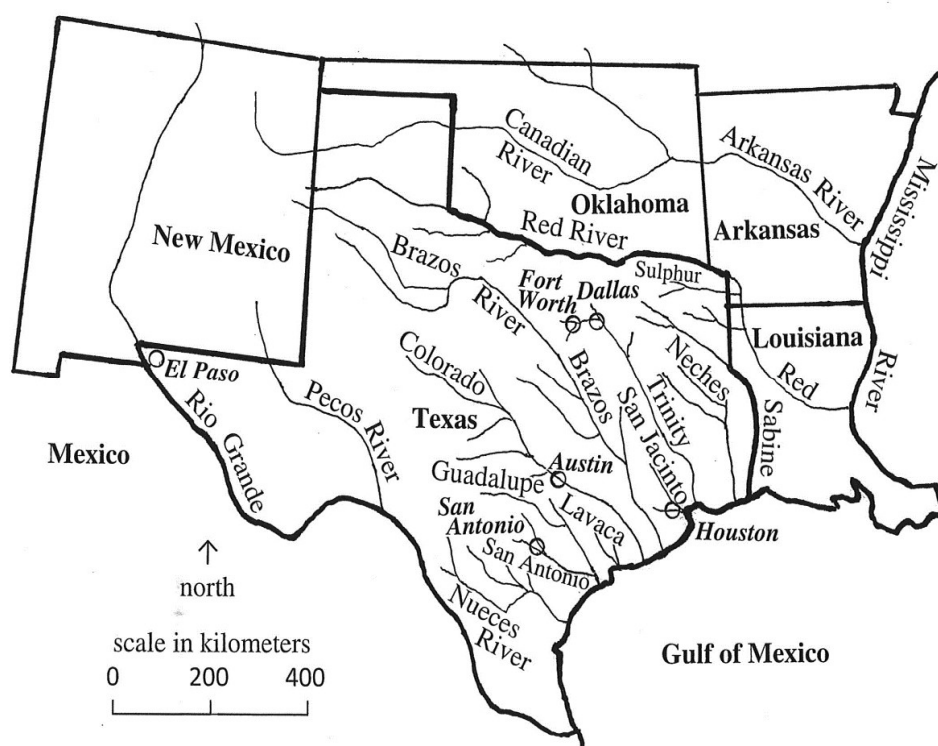 Canadian
River
Arkansas River
Mississippi
River
Oklahoma
Arkansas
New Mexico
Red River
Brazos
River
Brazos
Sulphur
Fort
Worth
Dallas
Louisiana
Red
El Paso
Colorado
Neches
Trinity
San Jacinto
Sabine
Rio Grande
Pecos River
Texas
Mexico
Guadalupe
Austin
Lavaca
San
Antonio
San Antonio
Houston
Nueces
River
north
scale in kilometers
0 200 400
Gulf of Mexico